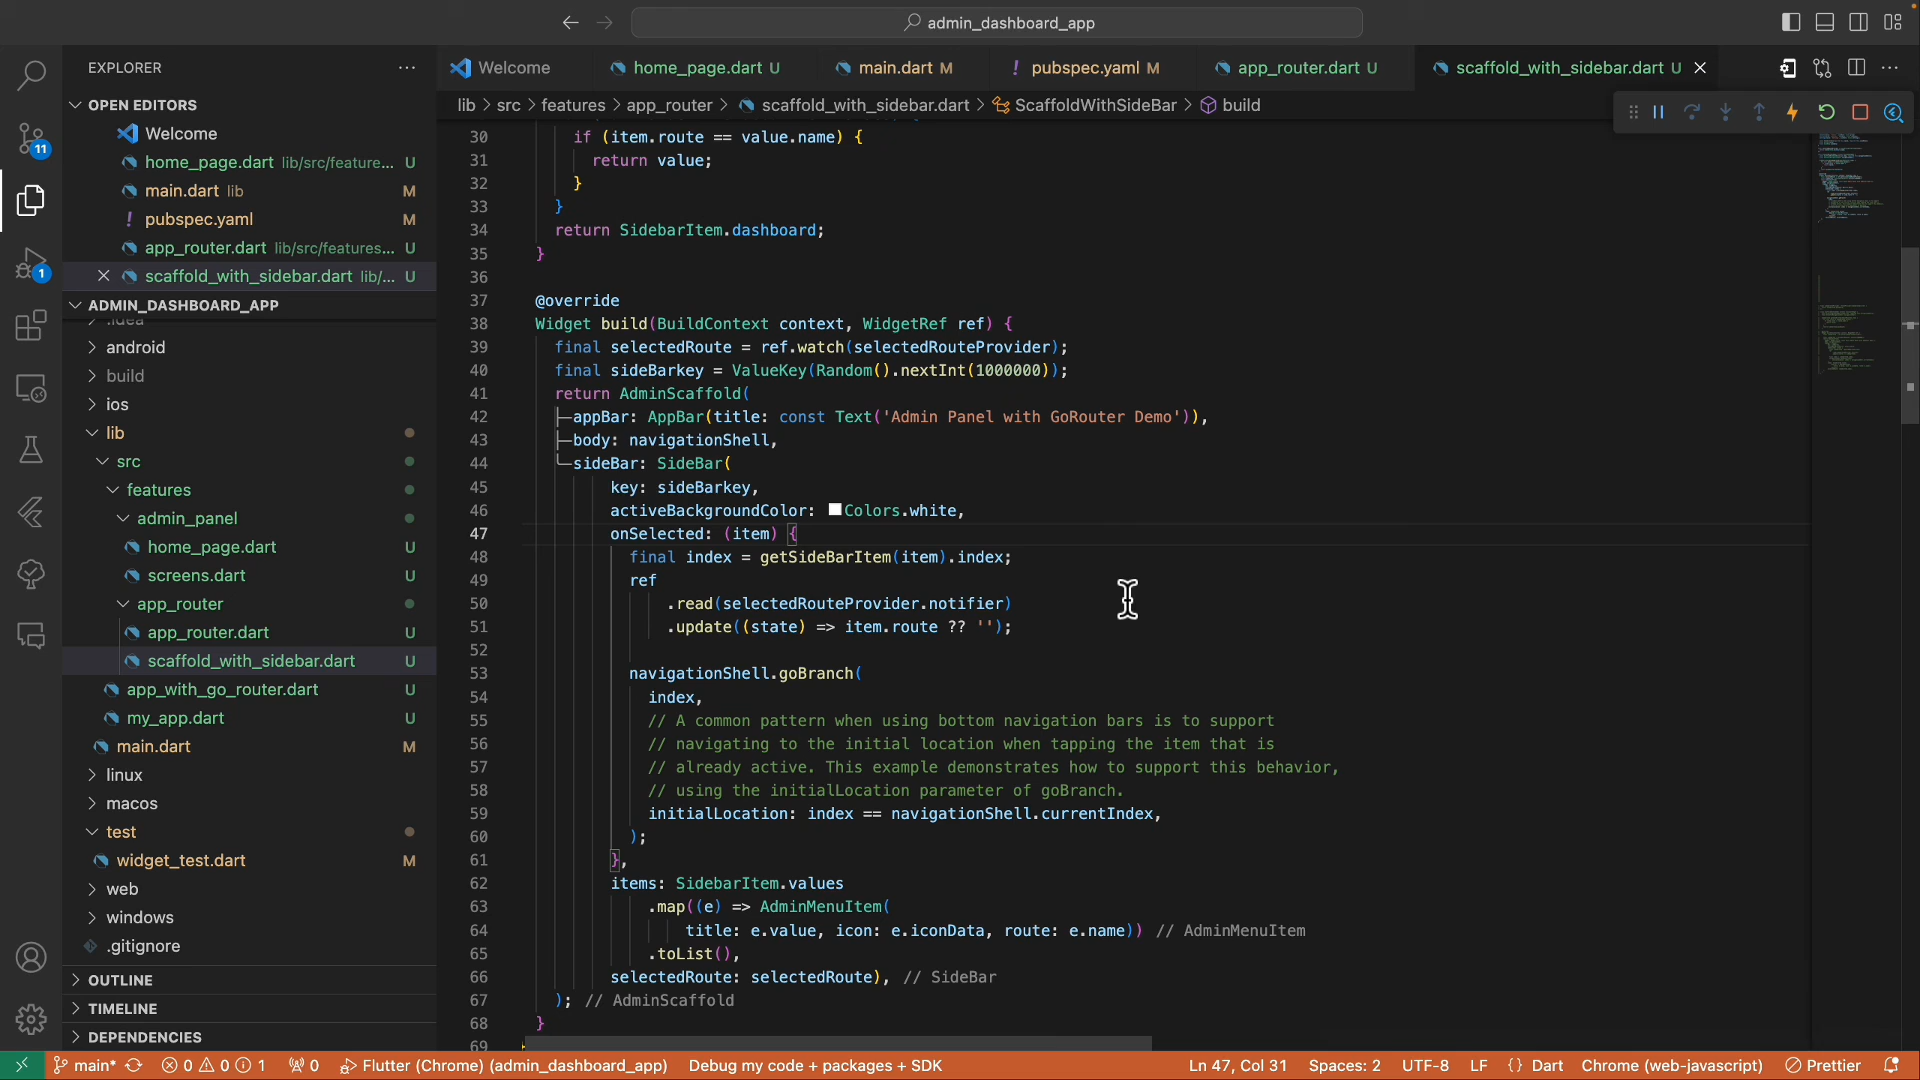 admin_dashboard_app
EXPLORER
OPEN EDITORS
Welcome
home_page.dart lib/src/feature... U
main.dart lib M
! pubspec.yaml M
app_router.dart lib/src/features... U
scaffold_with_sidebar.dart lib/... U
ADMIN_DASHBOARD_APP
.idea
android
build
ios
lib
src
features
admin_panel
home_page.dart U
screens.dart U
app_router
app_router.dart U
scaffold_with_sidebar.dart U
app_with_go_router.dart U
my_app.dart U
main.dart M
linux
macos
test
widget_test.dart M
web
windows
.gitignore
OUTLINE
TIMELINE
DEPENDENCIES
11
1
Welcome
home_page.dart U
main.dart M
! pubspec.yaml M
app_router.dart U
scaffold_with_sidebar.dart U
lib > src > features > app_router > scaffold_with_sidebar.dart > ScaffoldWithSideBar > build
30 if (item.route == value.name) {
31 return value;
32 }
33 }
34 return SidebarItem.dashboard;
35 }
36
37 @override
38 Widget build(BuildContext context, WidgetRef ref) {
39 final selectedRoute = ref.watch(selectedRouteProvider);
40 final sideBarkey = ValueKey(Random().nextInt(1000000));
41 return AdminScaffold(
42 appBar: AppBar(title: const Text('Admin Panel with GoRouter Demo')),
43 body: navigationShell,
44 sideBar: SideBar(
45 key: sideBarkey,
46 activeBackgroundColor: Colors.white,
47 onSelected: (item) {
48 final index = getSideBarItem(item).index;
49 ref
50 .read(selectedRouteProvider.notifier)
51 .update((state) => item.route ?? '');
52
53 navigationShell.goBranch(
54 index,
55 // A common pattern when using bottom navigation bars is to support
56 // navigating to the initial location when tapping the item that is
57 // already active. This example demonstrates how to support this behavior,
58 // using the initialLocation parameter of goBranch.
59 initialLocation: index == navigationShell.currentIndex,
60 );
61 },
62 items: SidebarItem.values
63 .map((e) => AdminMenuItem(
64 title: e.value, icon: e.iconData, route: e.name)) // AdminMenuItem
65 .toList(),
66 selectedRoute: selectedRoute), // SideBar
67 ); // AdminScaffold
68 }
69
main* 0 0 1 0 Flutter (Chrome) (admin_dashboard_app) Debug my code + packages + SDK Ln 47, Col 31 Spaces: 2 UTF-8 LF {} Dart Chrome (web-javascript) Prettier